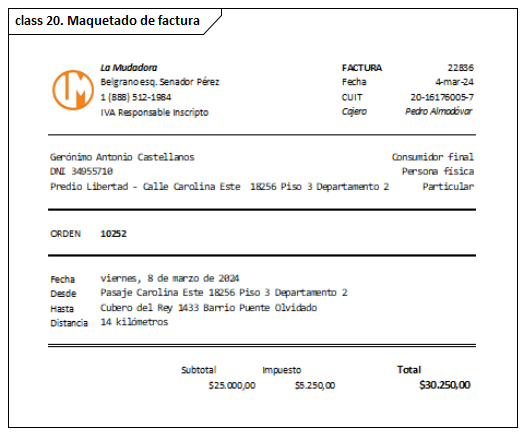 class 20. Maquetado de factura
La Mudadora FACTURA 22836
Belgrano esq. Senador Pérez Fecha 4-mar-24
1 (888) 512-1984 CUIT 20-16176005-7
IVA Responsable Inscripto Cajero Pedro Almodóvar
Gerónimo Antonio Castellanos Consumidor final
DNI 34955710 Persona física
Predio Libertad - Calle Carolina Este 18256 Piso 3 Departamento 2 Particular
ORDEN 10252
Fecha viernes, 8 de marzo de 2024
Desde Pasaje Carolina Este 18256 Piso 3 Departamento 2
Hasta Cubero del Rey 1433 Barrio Puente Olvidado
Distancia 14 kilómetros
Subtotal Impuesto Total
$25.000,00 $5.250,00 $30.250,00